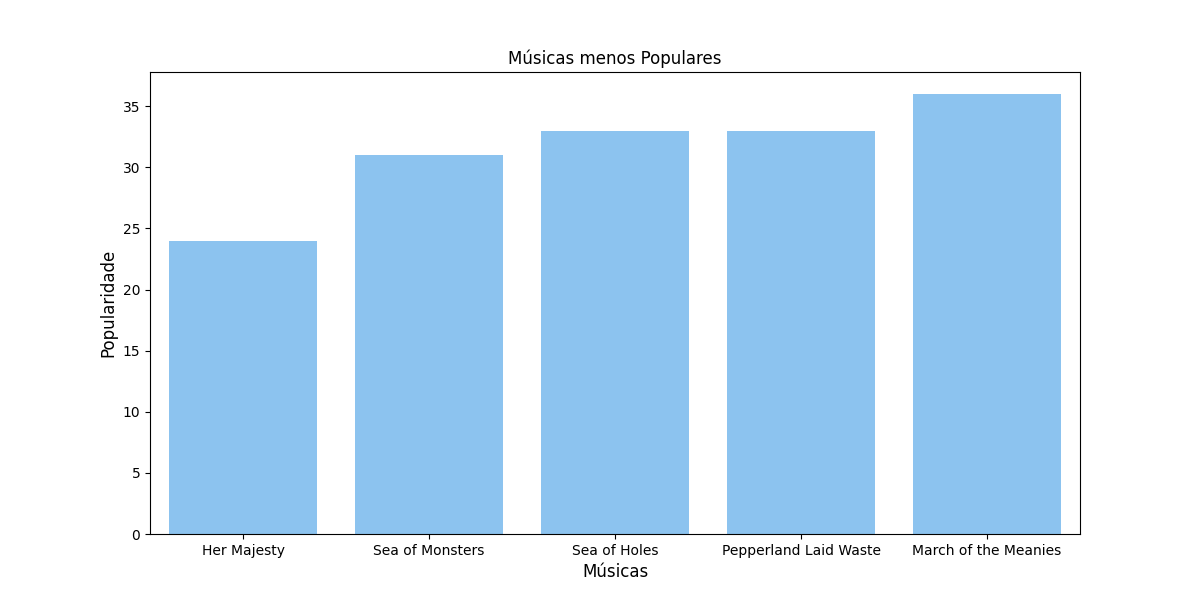 Músicas menos Populares
Popularidade
35
30
25
20
15
10
5
0
Her Majesty
Sea of Monsters
Sea of Holes
Pepperland Laid Waste
March of the Meanies
Músicas